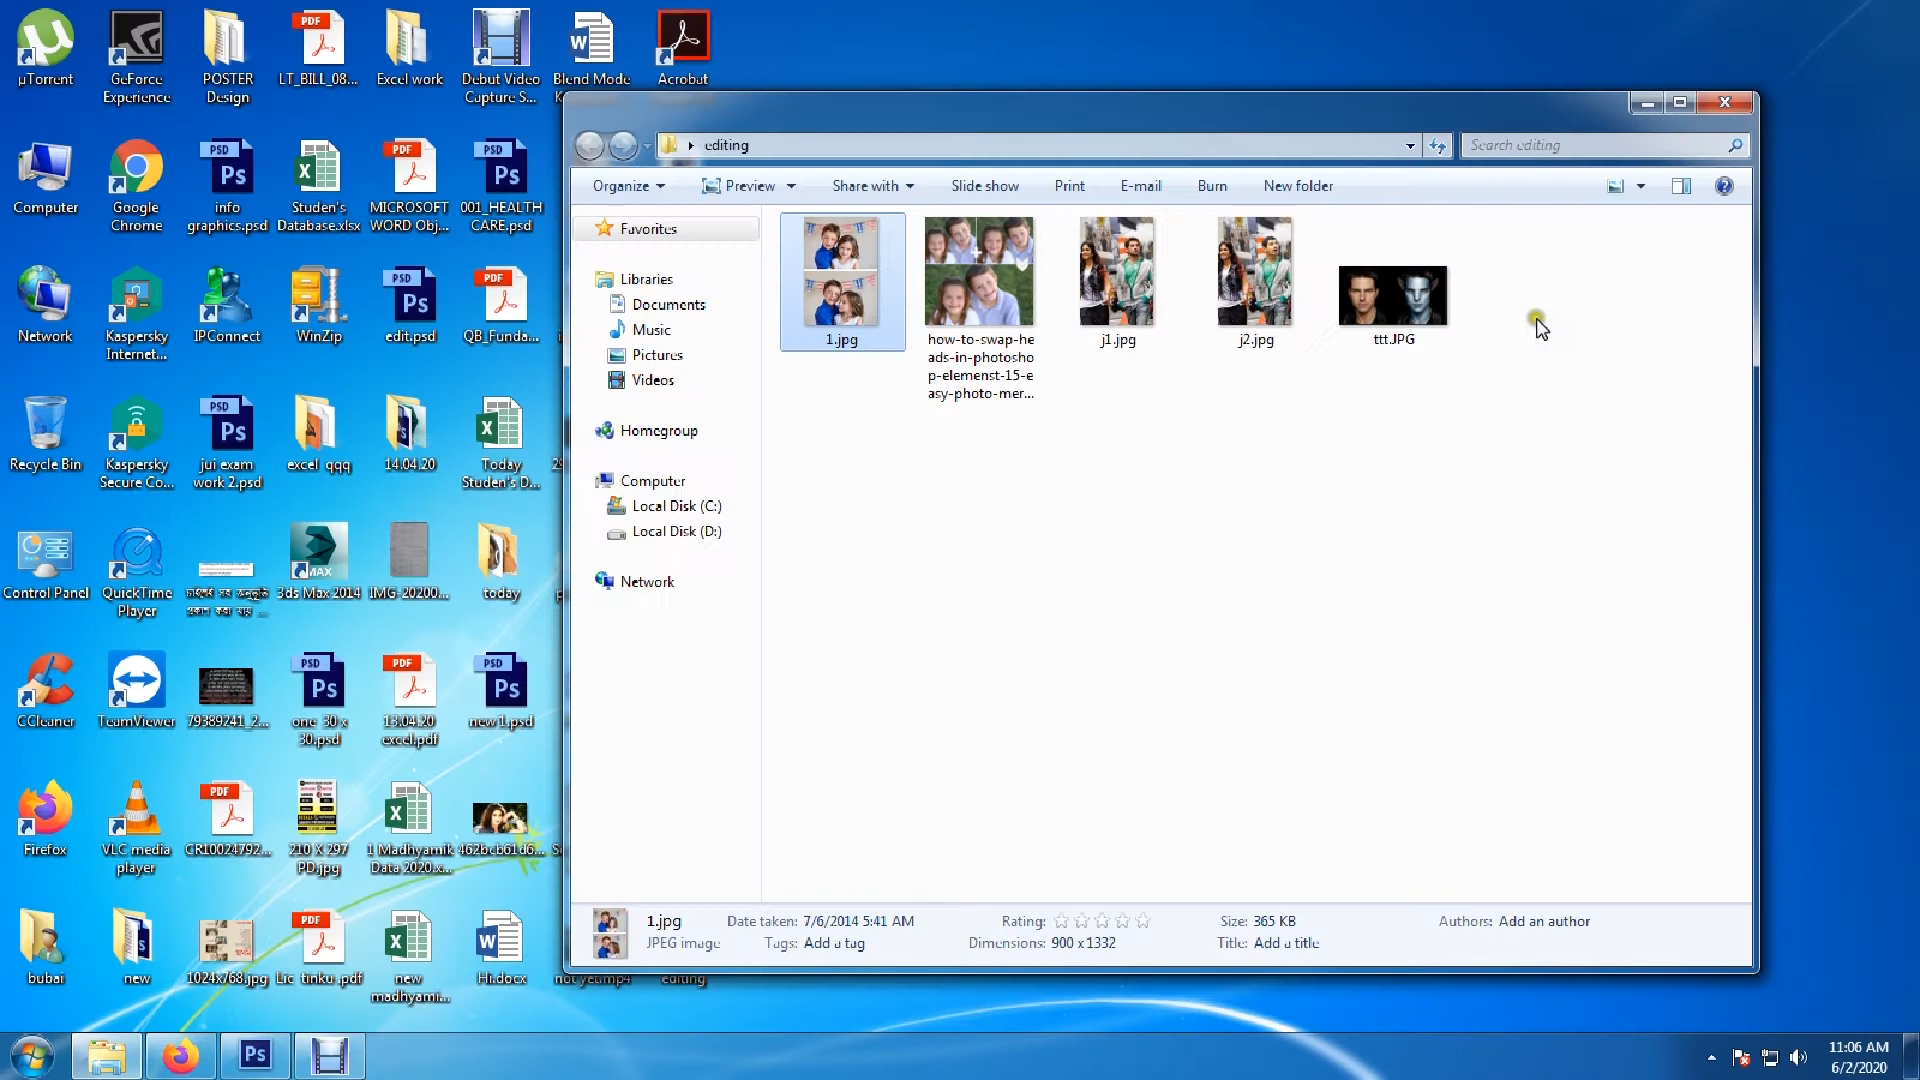 µTorrent
GeForce
Experience
POSTER
Design
PDF
LT_BILL_08...
Excel work
Debut Video
Capture S...
Blend Mode
Acrobat
Computer
Google
Chrome
PSD
Ps
info
graphics.psd
Studen's
Database.xlsx
PDF
MICROSOFT
WORD Obj...
PSD
Ps
001_HEALTH
CARE.psd
Network
Kaspersky
Internet...
IPConnect
WinZip
PSD
Ps
edit.psd
PDF
QB_Funda...
Recycle Bin
Kaspersky
Secure Co...
PSD
Ps
jui exam
work 2.psd
excel qqq
14.04.20
Today
Studen's D...
Control Panel
QuickTime
Player
MAX
3ds Max 2014
IMG-20200...
today
CCleaner
TeamViewer
79389241_2...
PSD
Ps
one 30 x
30.psd
PDF
13.04.20
excel.pdf
PSD
Ps
new 1.psd
Firefox
VLC media
player
PDF
CR10024792...
210 X 297
PD.jpg
1 Madhyamik
Data 2020.x...
462bcb61d6...
bubai
new
1024x768.jpg
PDF
Lic tinku .pdf
new
madhyami...
Hi.docx
not yet.mp4
editing
editing
Search editing
Organize
Preview
Share with
Slide show
Print
E-mail
Burn
New folder
Favorites
Libraries
Documents
Music
Pictures
Videos
Homegroup
Computer
Local Disk (C:)
Local Disk (D:)
Network
1.jpg
how-to-swap-he
ads-in-photosho
p-elemenst-15-e
asy-photo-mer...
j1.jpg
j2.jpg
ttt.JPG
1.jpg
Date taken: 7/6/2014 5:41 AM
Rating:
Size: 365 KB
Authors: Add an author
JPEG image
Tags: Add a tag
Dimensions: 900 x 1332
Title: Add a title
Ps
11:06 AM
6/2/2020